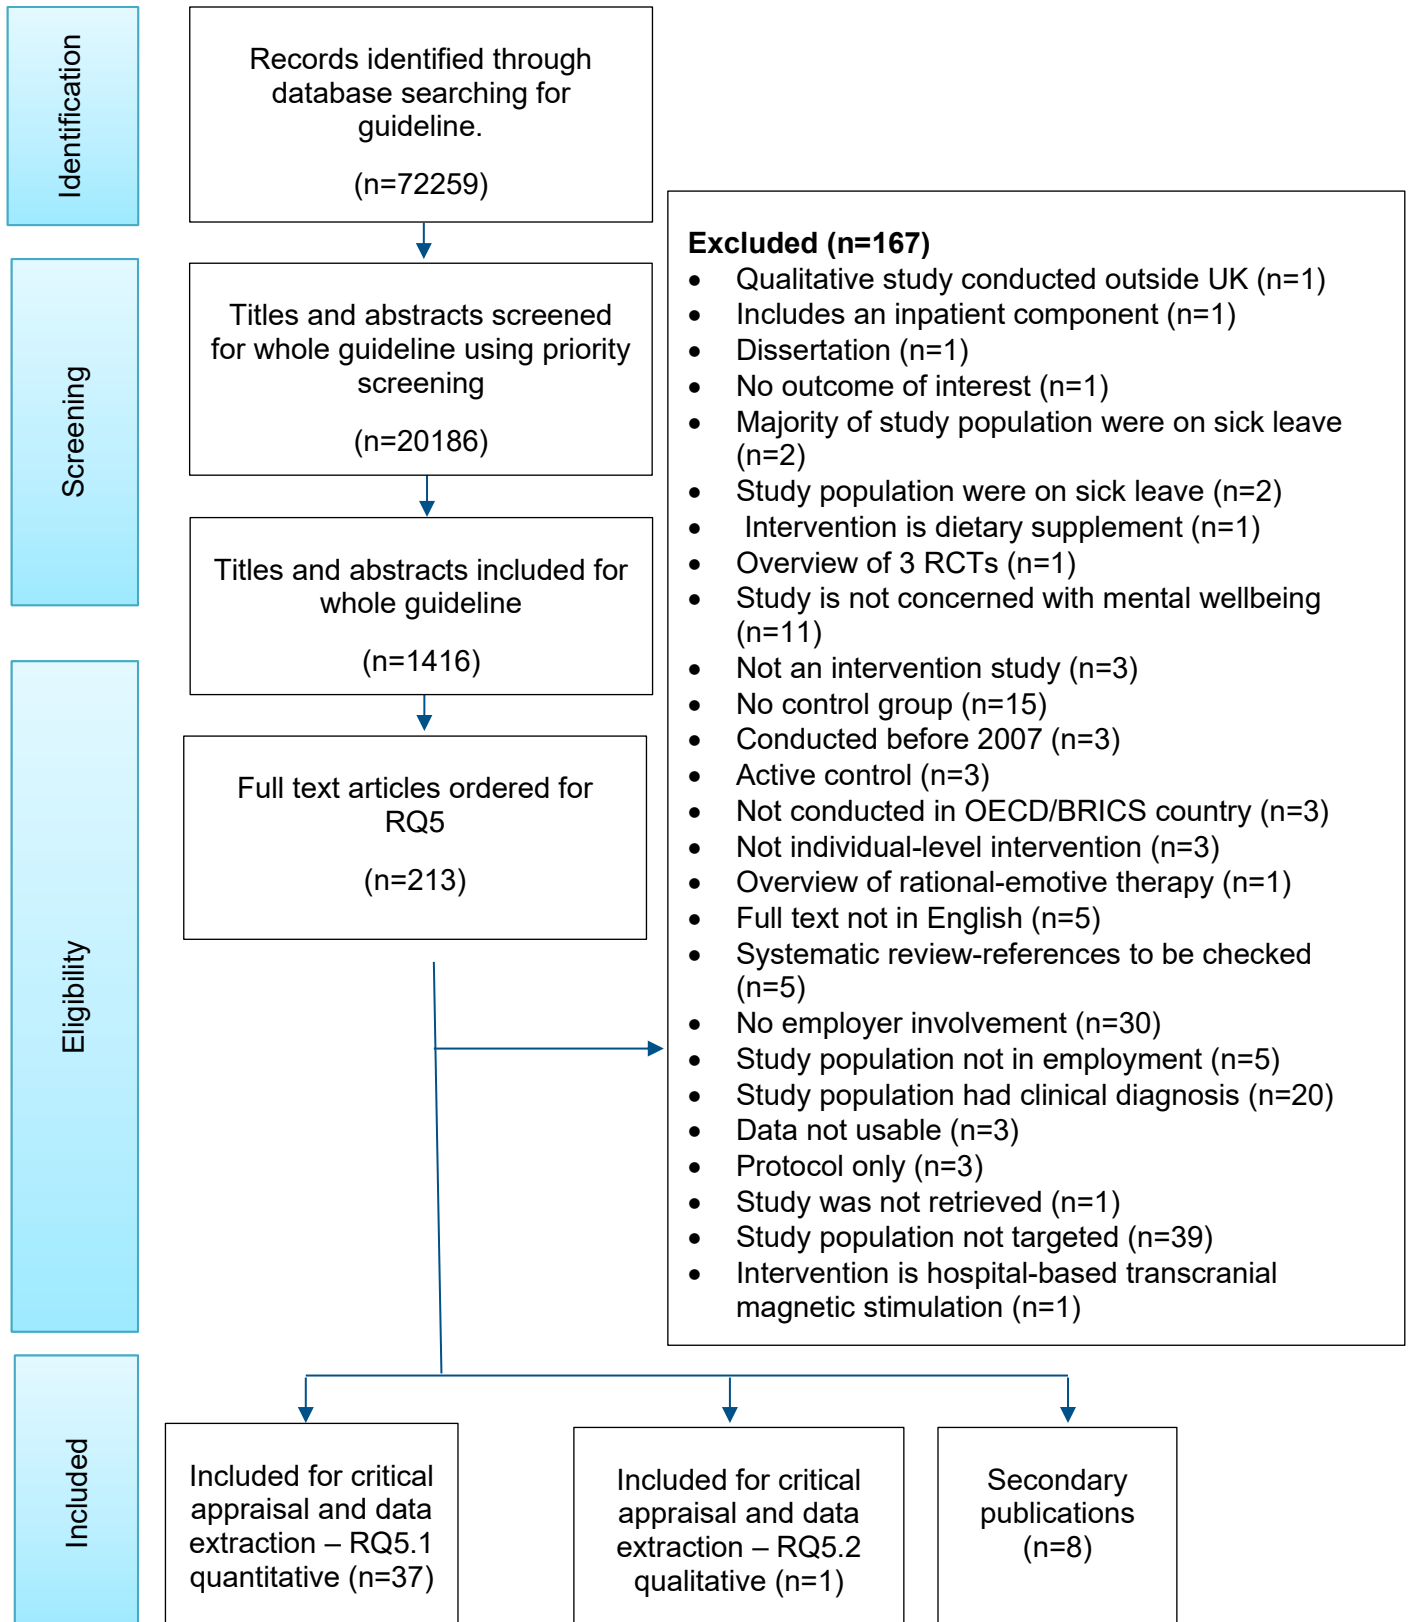 Identification
Records identified through
database searching for
guideline.
(n=72259)
Screening
Titles and abstracts screened
for whole guideline using priority
screening
(n=20186)
Titles and abstracts included for
whole guideline
(n=1416)
Eligibility
Full text articles ordered for
RQ5
(n=213)
Excluded (n=167)
• Qualitative study conducted outside UK (n=1)
• Includes an inpatient component (n=1)
• Dissertation (n=1)
• No outcome of interest (n=1)
• Majority of study population were on sick leave
(n=2)
• Study population were on sick leave (n=2)
• Intervention is dietary supplement (n=1)
• Overview of 3 RCTs (n=1)
• Study is not concerned with mental wellbeing
(n=11)
• Not an intervention study (n=3)
• No control group (n=15)
• Conducted before 2007 (n=3)
• Active control (n=3)
• Not conducted in OECD/BRICS country (n=3)
• Not individual-level intervention (n=3)
• Overview of rational-emotive therapy (n=1)
• Full text not in English (n=5)
• Systematic review-references to be checked
(n=5)
• No employer involvement (n=30)
• Study population not in employment (n=5)
• Study population had clinical diagnosis (n=20)
• Data not usable (n=3)
• Protocol only (n=3)
• Study was not retrieved (n=1)
• Study population not targeted (n=39)
• Intervention is hospital-based transcranial
magnetic stimulation (n=1)
Included
Included for critical
appraisal and data
extraction – RQ5.1
quantitative (n=37)
Included for critical
appraisal and data
extraction – RQ5.2
qualitative (n=1)
Secondary
publications
(n=8)